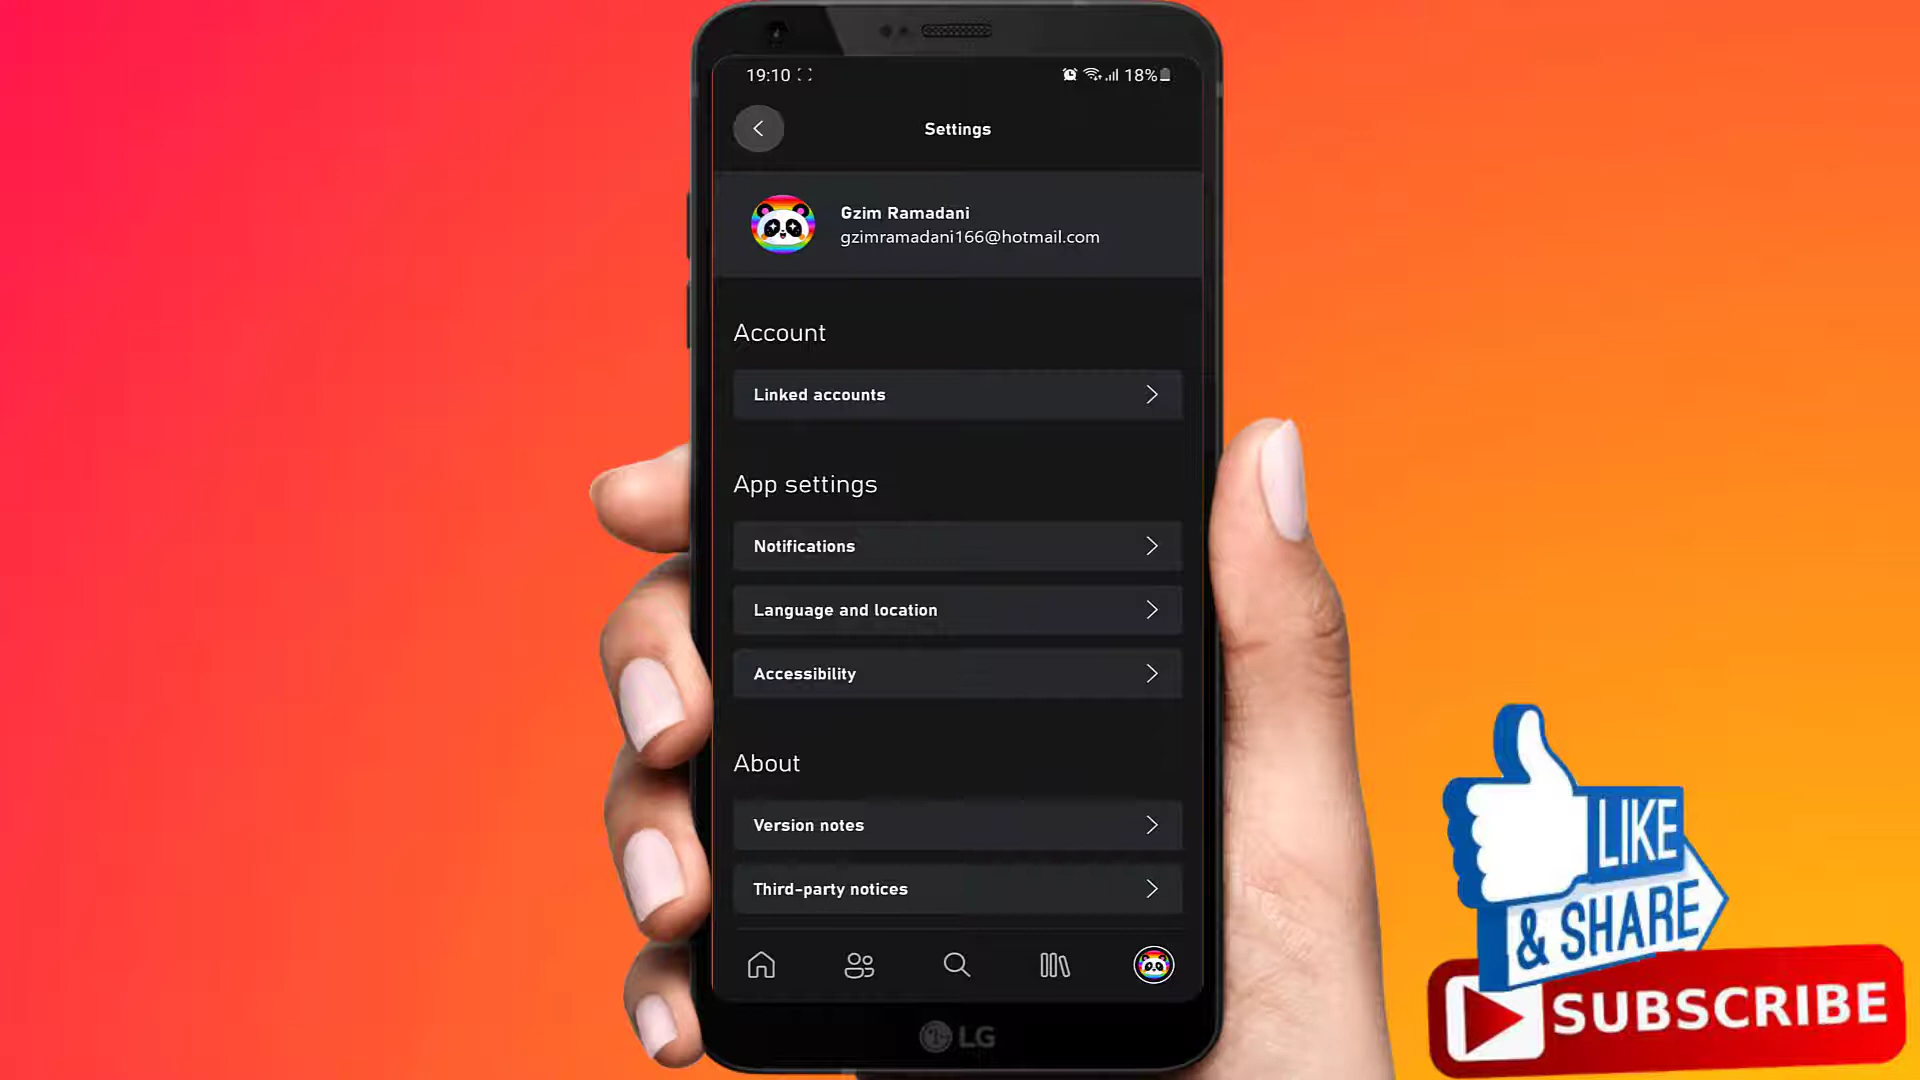 19:10
18%
Settings
Gzim Ramadani
gzimramadani166@hotmail.com
Account
Linked accounts
App settings
Notifications
Language and location
Accessibility
About
Version notes
Third-party notices
LG
LIKE
& SHARE
SUBSCRIBE